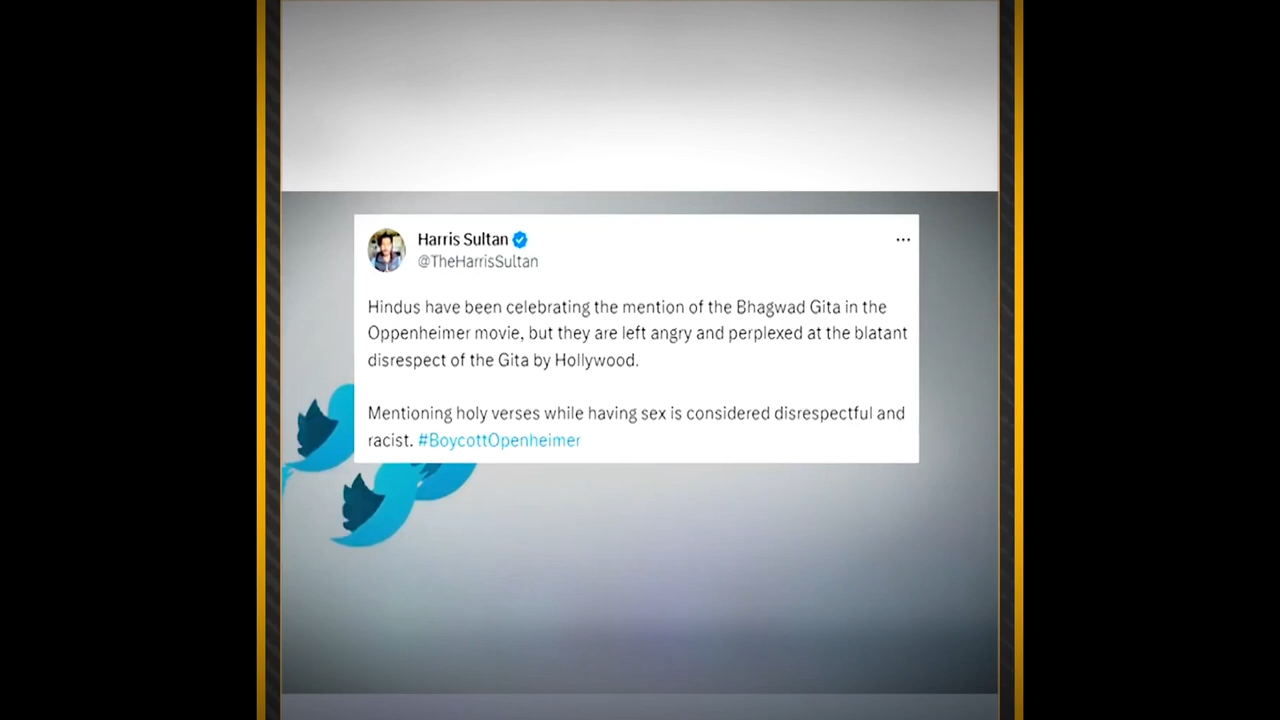 Harris Sultan
@TheHarrisSultan
Hindus have been celebrating the mention of the Bhagwad Gita in the
Oppenheimer movie, but they are left angry and perplexed at the blatant
disrespect of the Gita by Hollywood.
Mentioning holy verses while having sex is considered disrespectful and
racist. #BoycottOpenheimer